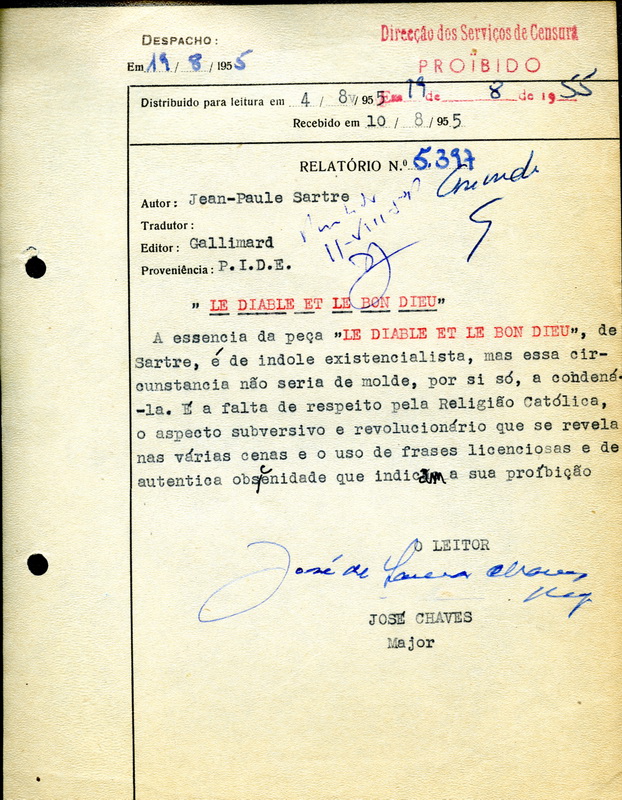 DESPACHO:
Em 19 / 8 / 1955
Direcção dos Serviços de Censura
PROIBIDO
Em 19 de 8 de 1955
Distribuido para leitura em 4 / 8 / 955
Recebido em 10 / 8 / 955
RELATÓRIO N.º 5.397
Autor: Jean-Paule Sartre
Tradutor:
Editor: Gallimard
Proveniência: P.I.D.E.
" LE DIABLE ET LE BON DIEU"
A essencia da peça "LE DIABLE ET LE BON DIEU", de
Sartre, é de indole existencialista, mas essa cir-
cunstancia não seria de molde, por si só, a condená-
-la. É a falta de respeito pela Religião Católica,
o aspecto subversivo e revolucionário que se revela
nas várias cenas e o uso de frases licenciosas e de
autentica obscenidade que indicam a sua proíbição
O LEITOR
José de
JOSÉ CHAVES
Major